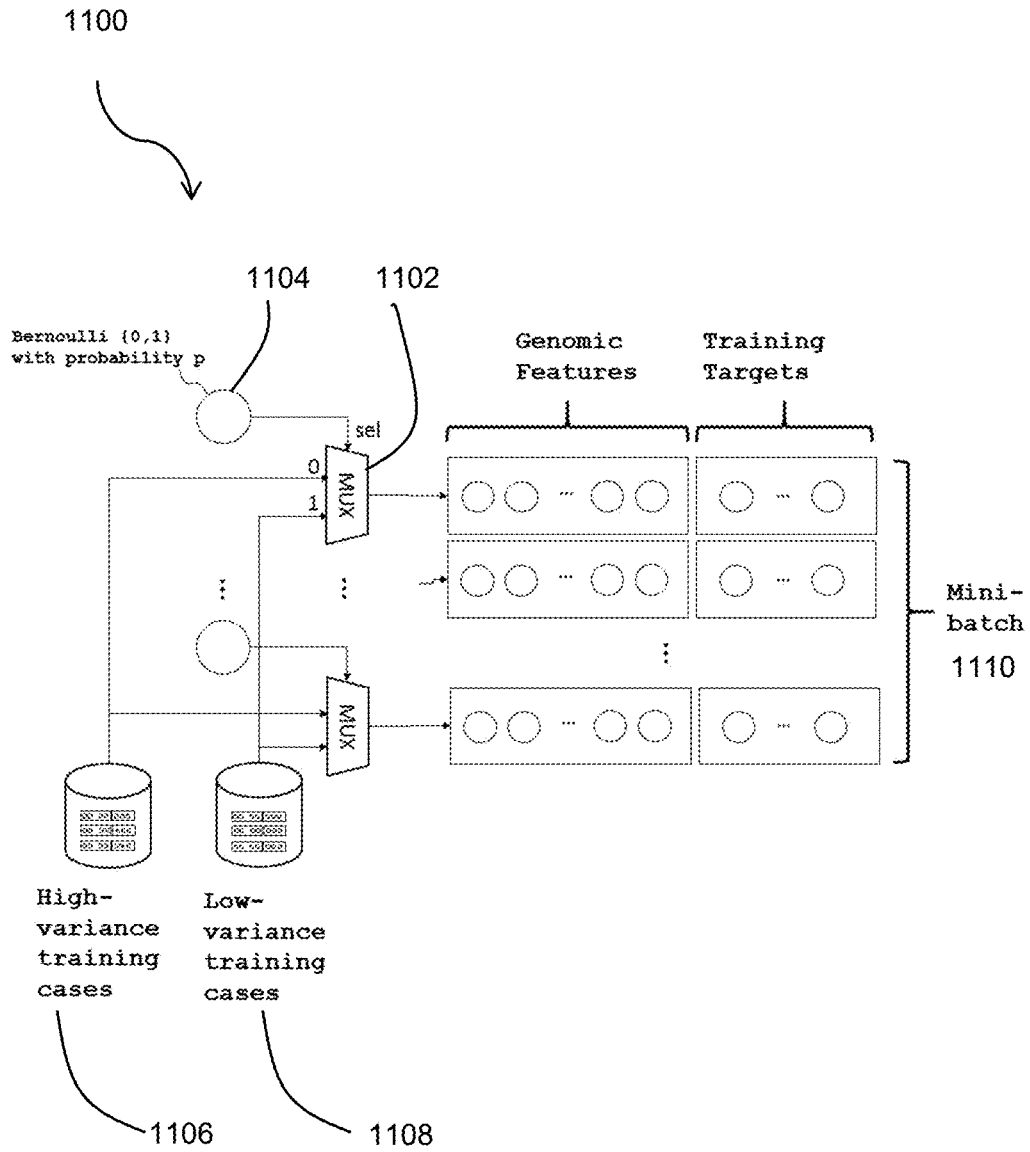 1100
1104
1102
Bernoulli {0,1}
with probability p
Genomic
Features
Training
Targets
sel
0
MUX
1
...
...
...
...
...
...
...
Mini-
batch
1110
...
MUX
...
...
High-
variance
training
cases
Low-
variance
training
cases
1106
1108